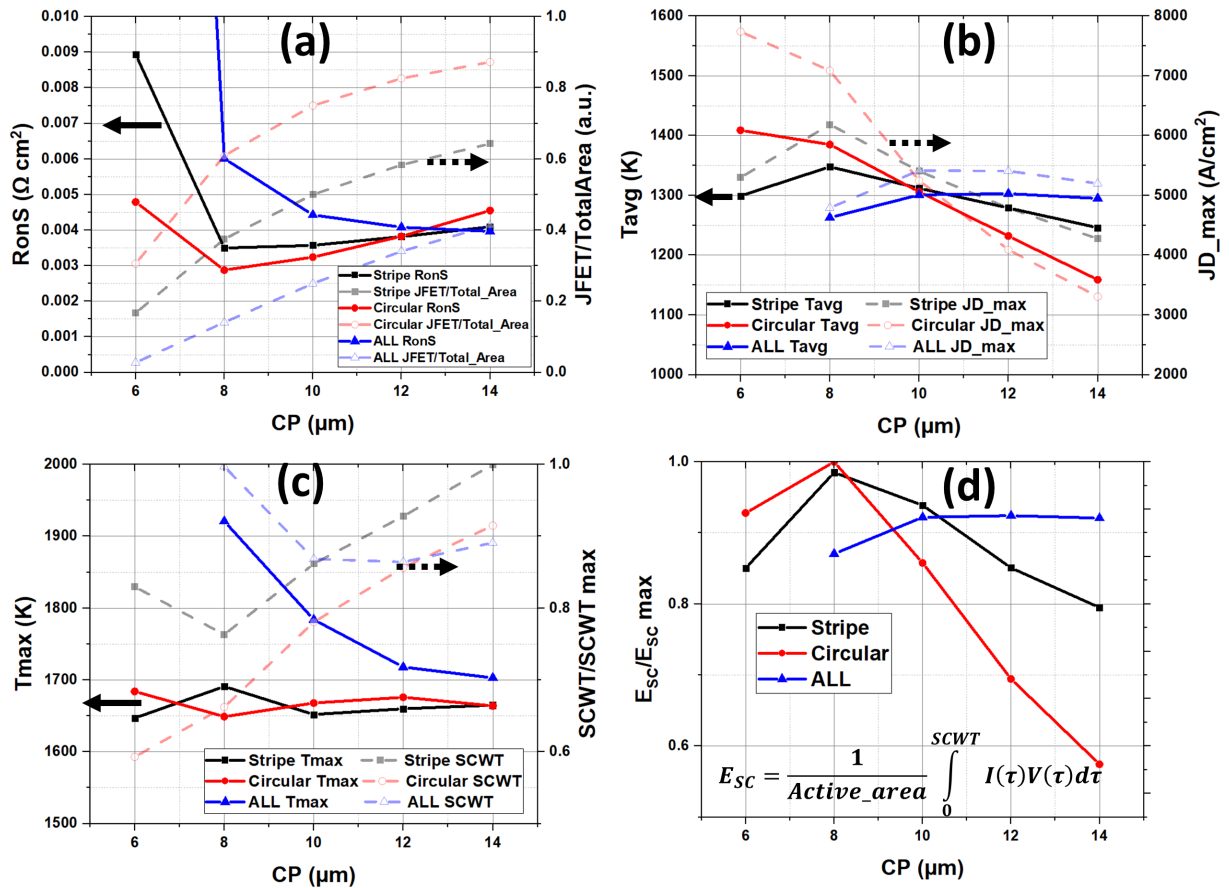 (a)
RonS (Ω cm²)
0.010
0.009
0.008
0.007
0.006
0.005
0.004
0.003
0.002
0.001
0.000
1.0
0.8
0.6
0.4
0.2
0.0
JFET/TotalArea (a.u.)
Stripe RonS
Stripe JFET/Total_Area
Circular RonS
Circular JFET/Total_Area
ALL RonS
ALL JFET/Total_Area
6 8 10 12 14
CP (µm)
(b)
Tavg (K)
1600
1500
1400
1300
1200
1100
1000
8000
7000
6000
5000
4000
3000
2000
JD_max (A/cm²)
Stripe Tavg Stripe JD_max
Circular Tavg Circular JD_max
ALL Tavg ALL JD_max
6 8 10 12 14
CP (µm)
(c)
Tmax (K)
2000
1900
1800
1700
1600
1500
1.0
0.8
0.6
SCWT/SCWT max
Stripe Tmax Stripe SCWT
Circular Tmax Circular SCWT
ALL Tmax ALL SCWT
6 8 10 12 14
CP (µm)
(d)
E_SC/E_SC max
1.0
0.8
0.6
Stripe
Circular
ALL
E_SC = 1/Active_area ∫₀^SCWT I(τ)V(τ)dτ
6 8 10 12 14
CP (µm)